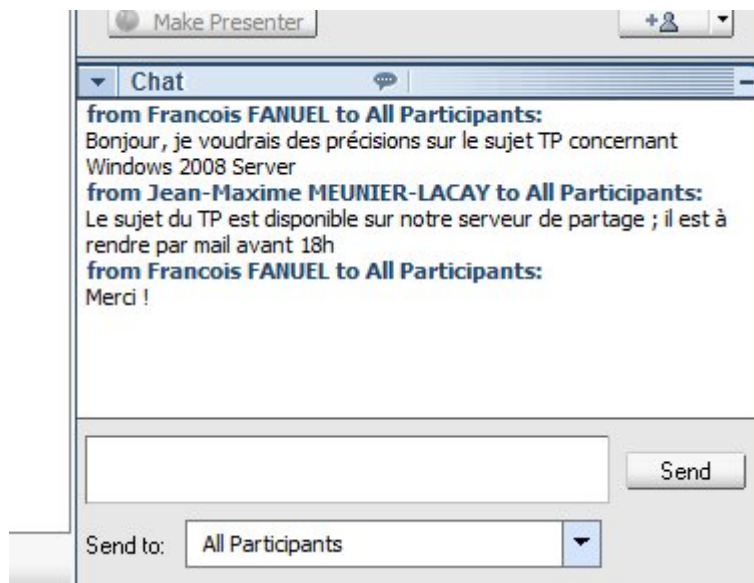 Make Presenter
Chat
from Francois FANUEL to All Participants:
Bonjour, je voudrais des précisions sur le sujet TP concernant
Windows 2008 Server
from Jean-Maxime MEUNIER-LACAY to All Participants:
Le sujet du TP est disponible sur notre serveur de partage ; il est à
rendre par mail avant 18h
from Francois FANUEL to All Participants:
Merci !
Send
Send to: All Participants